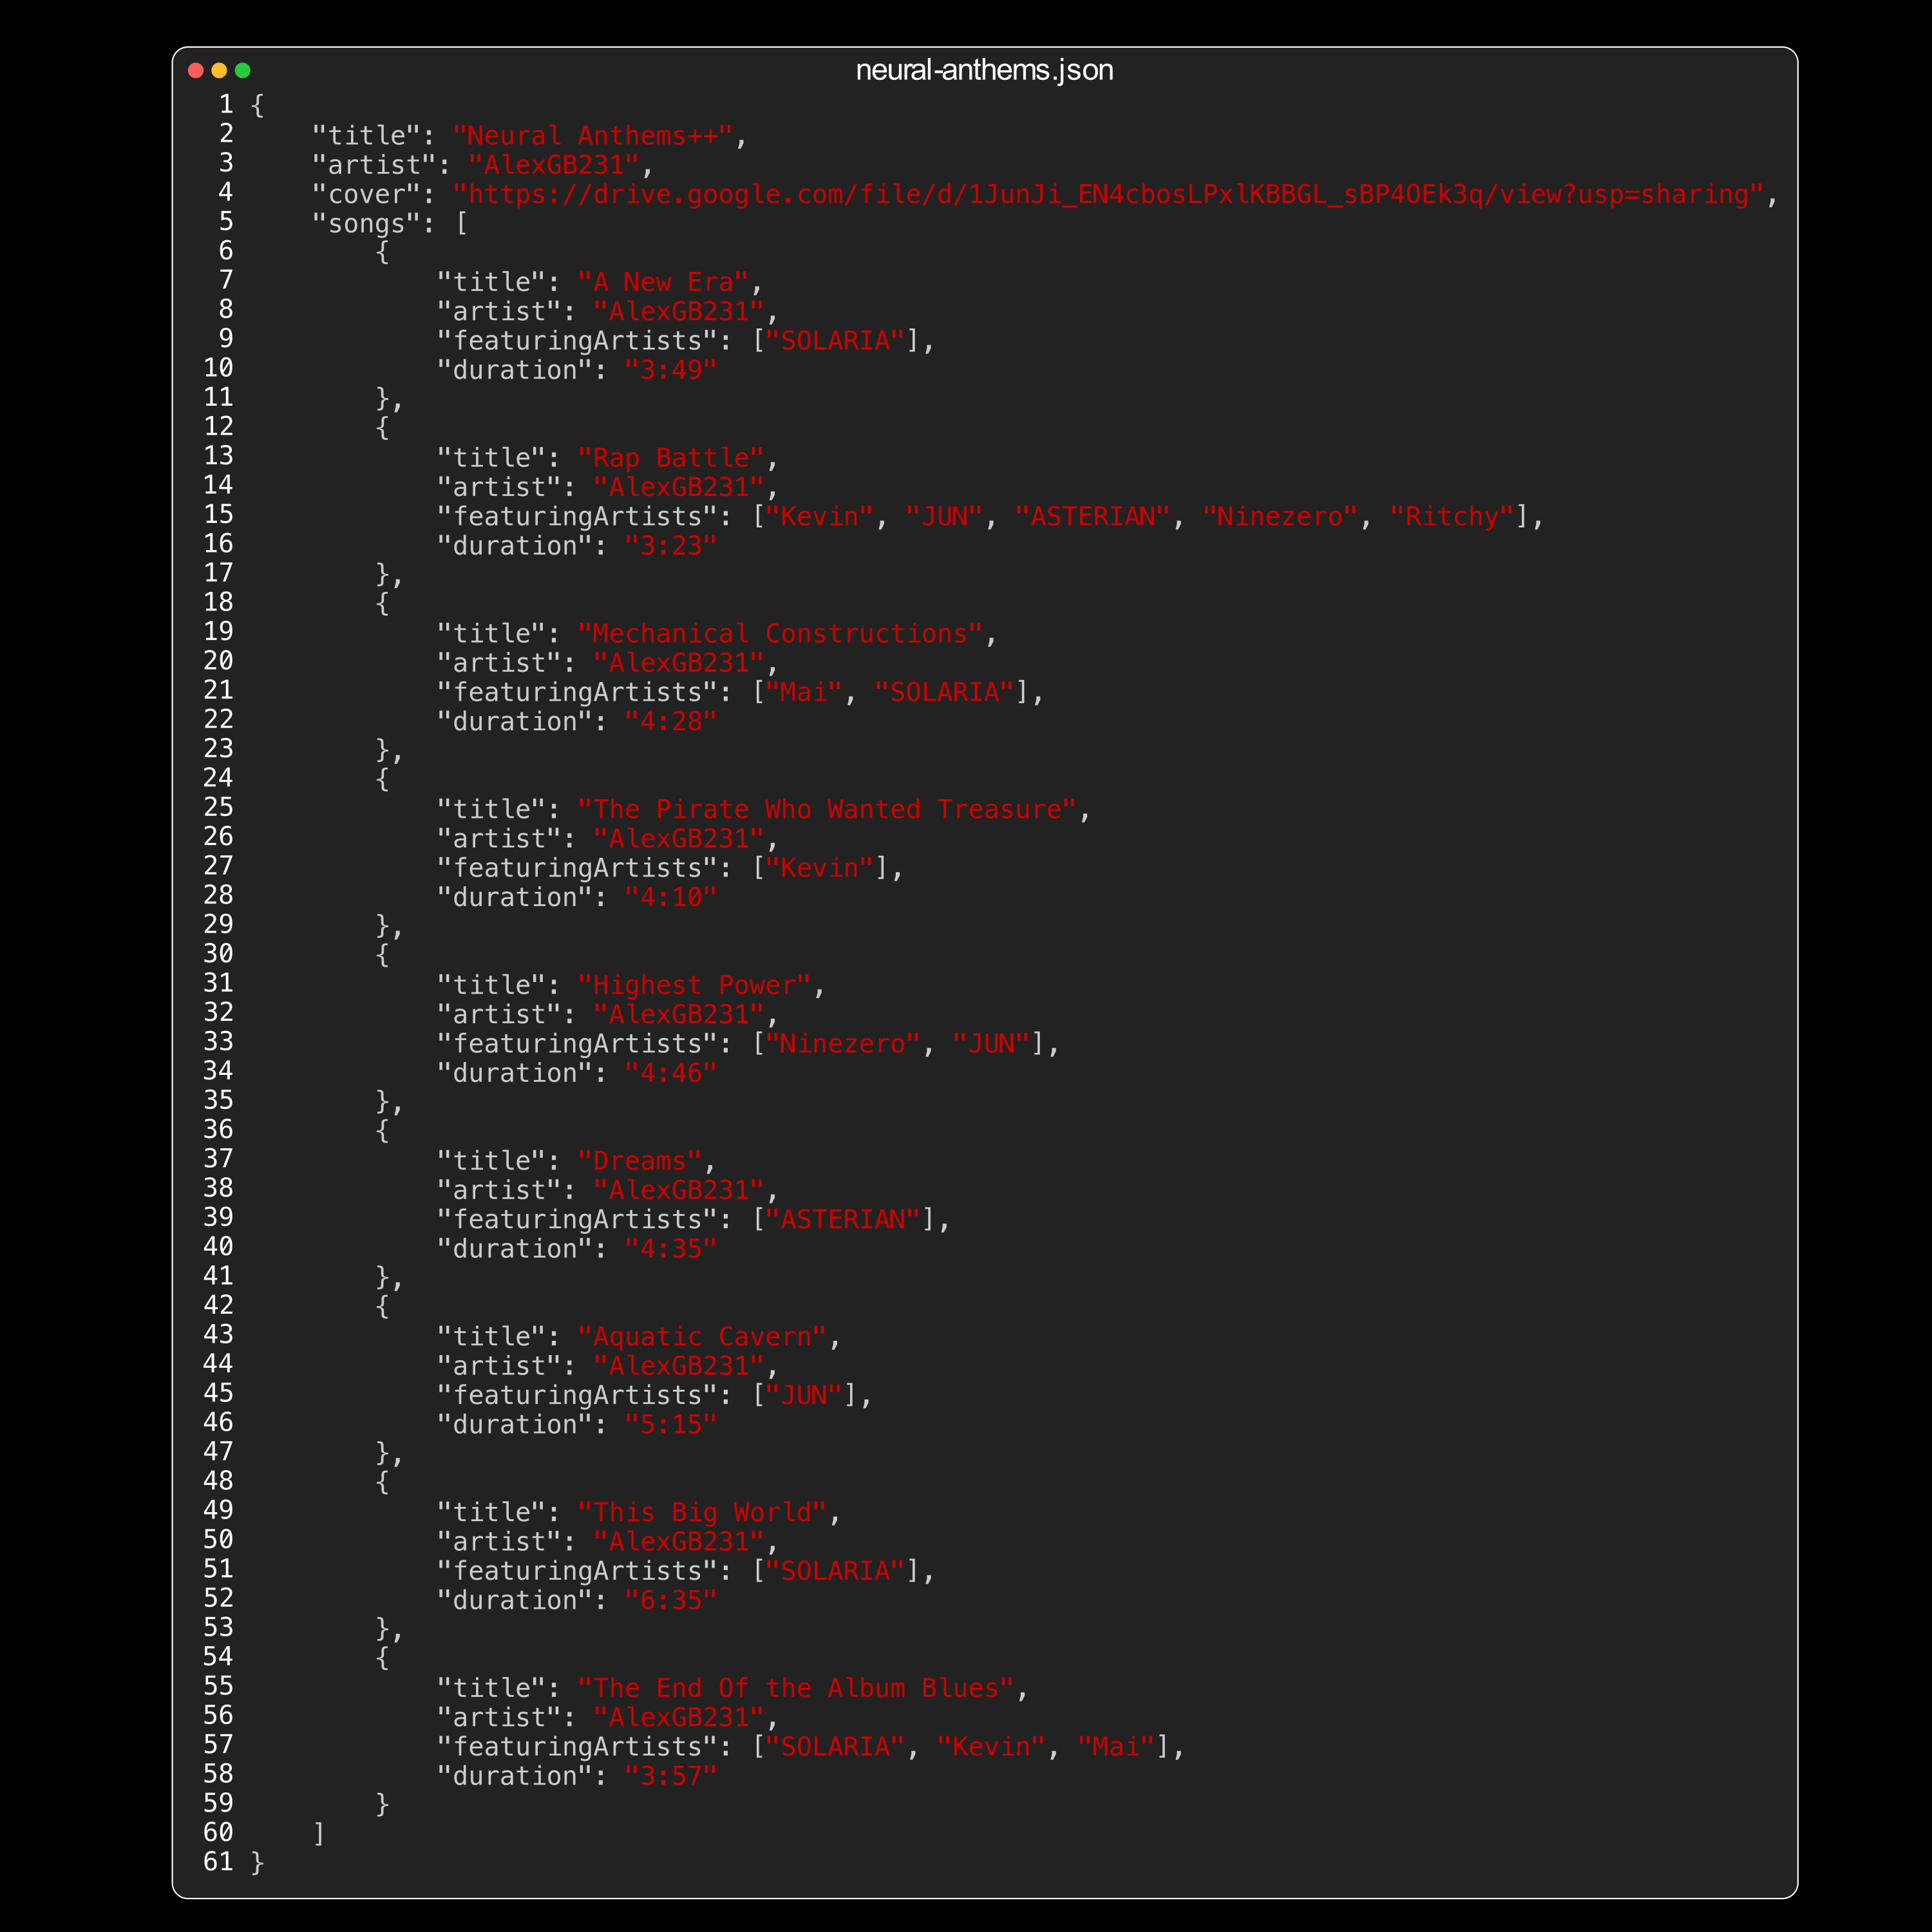 neural-anthems.json
1 {
2     "title": "Neural Anthems++",
3     "artist": "AlexGB231",
4     "cover": "https://drive.google.com/file/d/1JunJi_EN4cbosLPxlKBBGL_sBP4OEk3q/view?usp=sharing",
5     "songs": [
6         {
7             "title": "A New Era",
8             "artist": "AlexGB231",
9             "featuringArtists": ["SOLARIA"],
10             "duration": "3:49"
11         },
12         {
13             "title": "Rap Battle",
14             "artist": "AlexGB231",
15             "featuringArtists": ["Kevin", "JUN", "ASTERIAN", "Ninezero", "Ritchy"],
16             "duration": "3:23"
17         },
18         {
19             "title": "Mechanical Constructions",
20             "artist": "AlexGB231",
21             "featuringArtists": ["Mai", "SOLARIA"],
22             "duration": "4:28"
23         },
24         {
25             "title": "The Pirate Who Wanted Treasure",
26             "artist": "AlexGB231",
27             "featuringArtists": ["Kevin"],
28             "duration": "4:10"
29         },
30         {
31             "title": "Highest Power",
32             "artist": "AlexGB231",
33             "featuringArtists": ["Ninezero", "JUN"],
34             "duration": "4:46"
35         },
36         {
37             "title": "Dreams",
38             "artist": "AlexGB231",
39             "featuringArtists": ["ASTERIAN"],
40             "duration": "4:35"
41         },
42         {
43             "title": "Aquatic Cavern",
44             "artist": "AlexGB231",
45             "featuringArtists": ["JUN"],
46             "duration": "5:15"
47         },
48         {
49             "title": "This Big World",
50             "artist": "AlexGB231",
51             "featuringArtists": ["SOLARIA"],
52             "duration": "6:35"
53         },
54         {
55             "title": "The End Of the Album Blues",
56             "artist": "AlexGB231",
57             "featuringArtists": ["SOLARIA", "Kevin", "Mai"],
58             "duration": "3:57"
59         }
60     ]
61 }